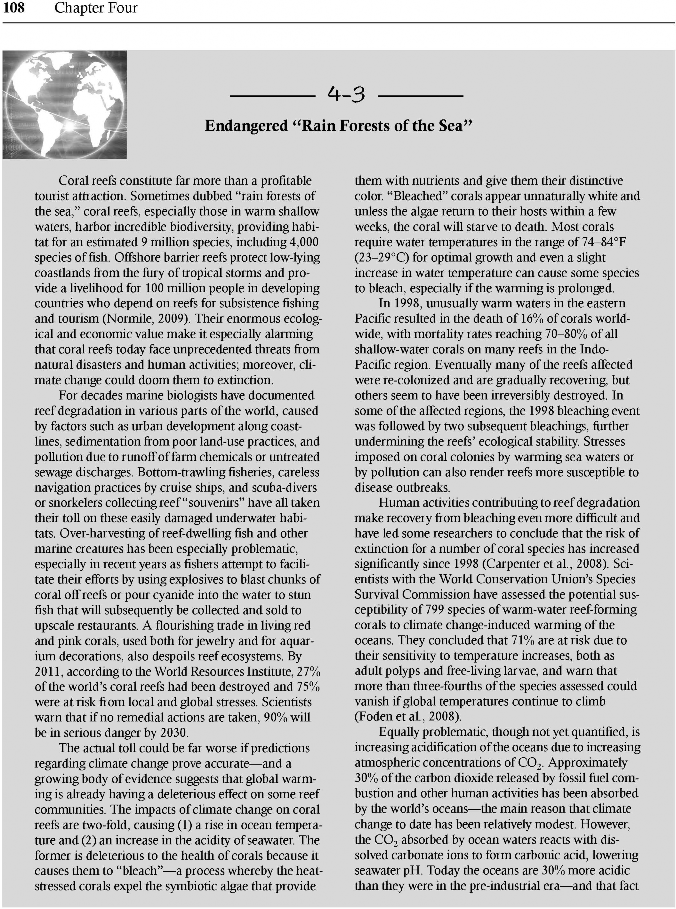 108 Chapter Four
4-3
Endangered “Rain Forests of the Sea”
Coral reefs constitute far more than a profitable
tourist attraction. Sometimes dubbed “rain forests of
the sea,” coral reefs, especially those in warm shallow
waters, harbor incredible biodiversity, providing habi-
tat for an estimated 9 million species, including 4,000
species of fish. Offshore barrier reefs protect low-lying
coastlands from the fury of tropical storms and pro-
vide a livelihood for 100 million people in developing
countries who depend on reefs for subsistence fishing
and tourism (Normile, 2009). Their enormous ecolog-
ical and economic value make it especially alarming
that coral reefs today face unprecedented threats from
natural disasters and human activities; moreover, cli-
mate change could doom them to extinction.
For decades marine biologists have documented
reef degradation in various parts of the world, caused
by factors such as urban development along coast-
lines, sedimentation from poor land-use practices, and
pollution due to runoff of farm chemicals or untreated
sewage discharges. Bottom-trawling fisheries, careless
navigation practices by cruise ships, and scuba-divers
or snorkelers collecting reef “souvenirs” have all taken
their toll on these easily damaged underwater habi-
tats. Over-harvesting of reef-dwelling fish and other
marine creatures has been especially problematic,
especially in recent years as fishers attempt to facili-
tate their efforts by using explosives to blast chunks of
coral off reefs or pour cyanide into the water to stun
fish that will subsequently be collected and sold to
upscale restaurants. A flourishing trade in living red
and pink corals, used both for jewelry and for aquar-
ium decorations, also despoils reef ecosystems. By
2011, according to the World Resources Institute, 27%
of the world’s coral reefs had been destroyed and 75%
were at risk from local and global stresses. Scientists
warn that if no remedial actions are taken, 90% will
be in serious danger by 2030.
The actual toll could be far worse if predictions
regarding climate change prove accurate—and a
growing body of evidence suggests that global warm-
ing is already having a deleterious effect on some reef
communities. The impacts of climate change on coral
reefs are two-fold, causing (1) a rise in ocean tempera-
ture and (2) an increase in the acidity of seawater. The
former is deleterious to the health of corals because it
causes them to “bleach”—a process whereby the heat-
stressed corals expel the symbiotic algae that provide
them with nutrients and give them their distinctive
color. “Bleached” corals appear unnaturally white and
unless the algae return to their hosts within a few
weeks, the coral will starve to death. Most corals
require water temperatures in the range of 74–84°F
(23–29°C) for optimal growth and even a slight
increase in water temperature can cause some species
to bleach, especially if the warming is prolonged.
In 1998, unusually warm waters in the eastern
Pacific resulted in the death of 16% of corals world-
wide, with mortality rates reaching 70–80% of all
shallow-water corals on many reefs in the Indo-
Pacific region. Eventually many of the reefs affected
were re-colonized and are gradually recovering, but
others seem to have been irreversibly destroyed. In
some of the affected regions, the 1998 bleaching event
was followed by two subsequent bleachings, further
undermining the reefs’ ecological stability. Stresses
imposed on coral colonies by warming sea waters or
by pollution can also render reefs more susceptible to
disease outbreaks.
Human activities contributing to reef degradation
make recovery from bleaching even more difficult and
have led some researchers to conclude that the risk of
extinction for a number of coral species has increased
significantly since 1998 (Carpenter et al., 2008). Sci-
entists with the World Conservation Union’s Species
Survival Commission have assessed the potential sus-
ceptibility of 799 species of warm-water reef-forming
corals to climate change-induced warming of the
oceans. They concluded that 71% are at risk due to
their sensitivity to temperature increases, both as
adult polyps and free-living larvae, and warn that
more than three-fourths of the species assessed could
vanish if global temperatures continue to climb
(Foden et al., 2008).
Equally problematic, though not yet quantified, is
increasing acidification of the oceans due to increasing
atmospheric concentrations of CO₂. Approximately
30% of the carbon dioxide released by fossil fuel com-
bustion and other human activities has been absorbed
by the world’s oceans—the main reason that climate
change to date has been relatively modest. However,
the CO₂ absorbed by ocean waters reacts with dis-
solved carbonate ions to form carbonic acid, lowering
seawater pH. Today the oceans are 30% more acidic
than they were in the pre-industrial era—and that fact